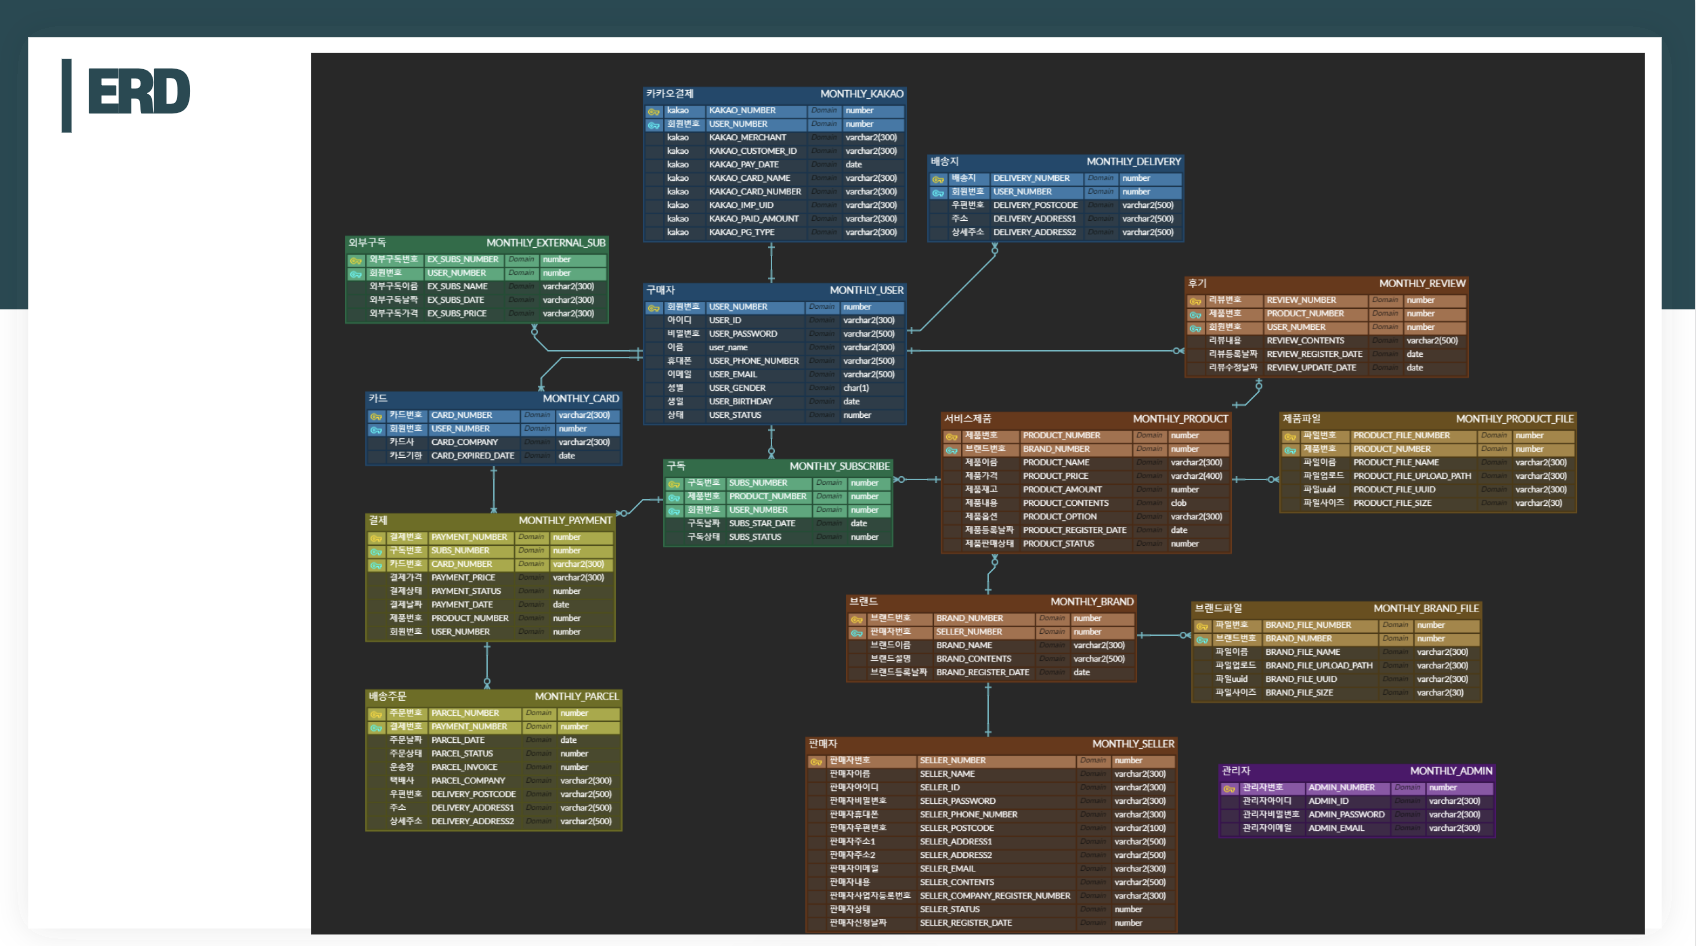 ERD
카카오결제 MONTHLY_KAKAO
kakao KAKAO_NUMBER Domain number
회원번호 USER_NUMBER Domain number
kakao KAKAO_MERCHANT Domain varchar2(300)
kakao KAKAO_CUSTOMER_ID Domain varchar2(300)
kakao KAKAO_PAY_DATE Domain date
kakao KAKAO_CARD_NAME Domain varchar2(300)
kakao KAKAO_CARD_NUMBER Domain varchar2(300)
kakao KAKAO_IMP_UID Domain varchar2(300)
kakao KAKAO_PAID_AMOUNT Domain varchar2(300)
kakao KAKAO_PG_TYPE Domain varchar2(300)
배송지 MONTHLY_DELIVERY
배송지 DELIVERY_NUMBER Domain number
회원번호 USER_NUMBER Domain number
우편번호 DELIVERY_POSTCODE Domain varchar2(500)
주소 DELIVERY_ADDRESS1 Domain varchar2(500)
상세주소 DELIVERY_ADDRESS2 Domain varchar2(500)
외부구독 MONTHLY_EXTERNAL_SUB
외부구독번호 EX_SUBS_NUMBER Domain number
회원번호 USER_NUMBER Domain number
외부구독이름 EX_SUBS_NAME Domain varchar2(300)
외부구독날짜 EX_SUBS_DATE Domain varchar2(300)
외부구독가격 EX_SUBS_PRICE Domain varchar2(300)
구매자 MONTHLY_USER
회원번호 USER_NUMBER Domain number
아이디 USER_ID Domain varchar2(300)
비밀번호 USER_PASSWORD Domain varchar2(500)
이름 user_name Domain varchar2(300)
휴대폰 USER_PHONE_NUMBER Domain varchar2(500)
이메일 USER_EMAIL Domain varchar2(500)
성별 USER_GENDER Domain char(1)
생일 USER_BIRTHDAY Domain date
상태 USER_STATUS Domain number
후기 MONTHLY_REVIEW
리뷰번호 REVIEW_NUMBER Domain number
제품번호 PRODUCT_NUMBER Domain number
회원번호 USER_NUMBER Domain number
리뷰내용 REVIEW_CONTENTS Domain varchar2(500)
리뷰등록날짜 REVIEW_REGISTER_DATE Domain date
리뷰수정날짜 REVIEW_UPDATE_DATE Domain date
카드 MONTHLY_CARD
카드번호 CARD_NUMBER Domain varchar2(300)
회원번호 USER_NUMBER Domain number
카드사 CARD_COMPANY Domain varchar2(300)
카드기한 CARD_EXPIRED_DATE Domain date
구독 MONTHLY_SUBSCRIBE
구독번호 SUBS_NUMBER Domain number
제품번호 PRODUCT_NUMBER Domain number
회원번호 USER_NUMBER Domain number
구독날짜 SUBS_STAR_DATE Domain date
구독상태 SUBS_STATUS Domain number
서비스제품 MONTHLY_PRODUCT
제품번호 PRODUCT_NUMBER Domain number
브랜드번호 BRAND_NUMBER Domain number
제품이름 PRODUCT_NAME Domain varchar2(300)
제품가격 PRODUCT_PRICE Domain varchar2(400)
제품재고 PRODUCT_AMOUNT Domain number
제품내용 PRODUCT_CONTENTS Domain clob
제품옵션 PRODUCT_OPTION Domain varchar2(300)
제품등록날짜 PRODUCT_REGISTER_DATE Domain date
제품판매상태 PRODUCT_STATUS Domain number
제품파일 MONTHLY_PRODUCT_FILE
파일번호 PRODUCT_FILE_NUMBER Domain number
제품번호 PRODUCT_NUMBER Domain number
파일이름 PRODUCT_FILE_NAME Domain varchar2(300)
파일업로드 PRODUCT_FILE_UPLOAD_PATH Domain varchar2(300)
파일uuid PRODUCT_FILE_UUID Domain varchar2(300)
파일사이즈 PRODUCT_FILE_SIZE Domain varchar2(30)
결제 MONTHLY_PAYMENT
결제번호 PAYMENT_NUMBER Domain number
구독번호 SUBS_NUMBER Domain number
카드번호 CARD_NUMBER Domain varchar2(300)
결제가격 PAYMENT_PRICE Domain varchar2(300)
결제상태 PAYMENT_STATUS Domain number
결제날짜 PAYMENT_DATE Domain date
제품번호 PRODUCT_NUMBER Domain number
회원번호 USER_NUMBER Domain number
브랜드 MONTHLY_BRAND
브랜드번호 BRAND_NUMBER Domain number
판매자번호 SELLER_NUMBER Domain number
브랜드이름 BRAND_NAME Domain varchar2(300)
브랜드설명 BRAND_CONTENTS Domain varchar2(500)
브랜드등록날짜 BRAND_REGISTER_DATE Domain date
브랜드파일 MONTHLY_BRAND_FILE
파일번호 BRAND_FILE_NUMBER Domain number
브랜드번호 BRAND_NUMBER Domain number
파일이름 BRAND_FILE_NAME Domain varchar2(300)
파일업로드 BRAND_FILE_UPLOAD_PATH Domain varchar2(300)
파일uuid BRAND_FILE_UUID Domain varchar2(300)
파일사이즈 BRAND_FILE_SIZE Domain varchar2(30)
배송주문 MONTHLY_PARCEL
주문번호 PARCEL_NUMBER Domain number
결제번호 PAYMENT_NUMBER Domain number
주문날짜 PARCEL_DATE Domain date
주문상태 PARCEL_STATUS Domain number
운송장 PARCEL_INVOICE Domain number
택배사 PARCEL_COMPANY Domain varchar2(300)
우편번호 DELIVERY_POSTCODE Domain varchar2(500)
주소 DELIVERY_ADDRESS1 Domain varchar2(500)
상세주소 DELIVERY_ADDRESS2 Domain varchar2(500)
판매자 MONTHLY_SELLER
판매자번호 SELLER_NUMBER Domain number
판매자이름 SELLER_NAME Domain varchar2(300)
판매자아이디 SELLER_ID Domain varchar2(300)
판매자비밀번호 SELLER_PASSWORD Domain varchar2(300)
판매자휴대폰 SELLER_PHONE_NUMBER Domain varchar2(300)
판매자우편번호 SELLER_POSTCODE Domain varchar2(100)
판매자주소1 SELLER_ADDRESS1 Domain varchar2(500)
판매자주소2 SELLER_ADDRESS2 Domain varchar2(500)
판매자이메일 SELLER_EMAIL Domain varchar2(300)
판매자내용 SELLER_CONTENTS Domain varchar2(500)
판매자사업자등록번호 SELLER_COMPANY_REGISTER_NUMBER Domain varchar2(300)
판매자상태 SELLER_STATUS Domain number
판매자신청날짜 SELLER_REGISTER_DATE Domain number
관리자 MONTHLY_ADMIN
관리자번호 ADMIN_NUMBER Domain number
관리자아이디 ADMIN_ID Domain varchar2(300)
관리자비밀번호 ADMIN_PASSWORD Domain varchar2(300)
관리자이메일 ADMIN_EMAIL Domain varchar2(300)